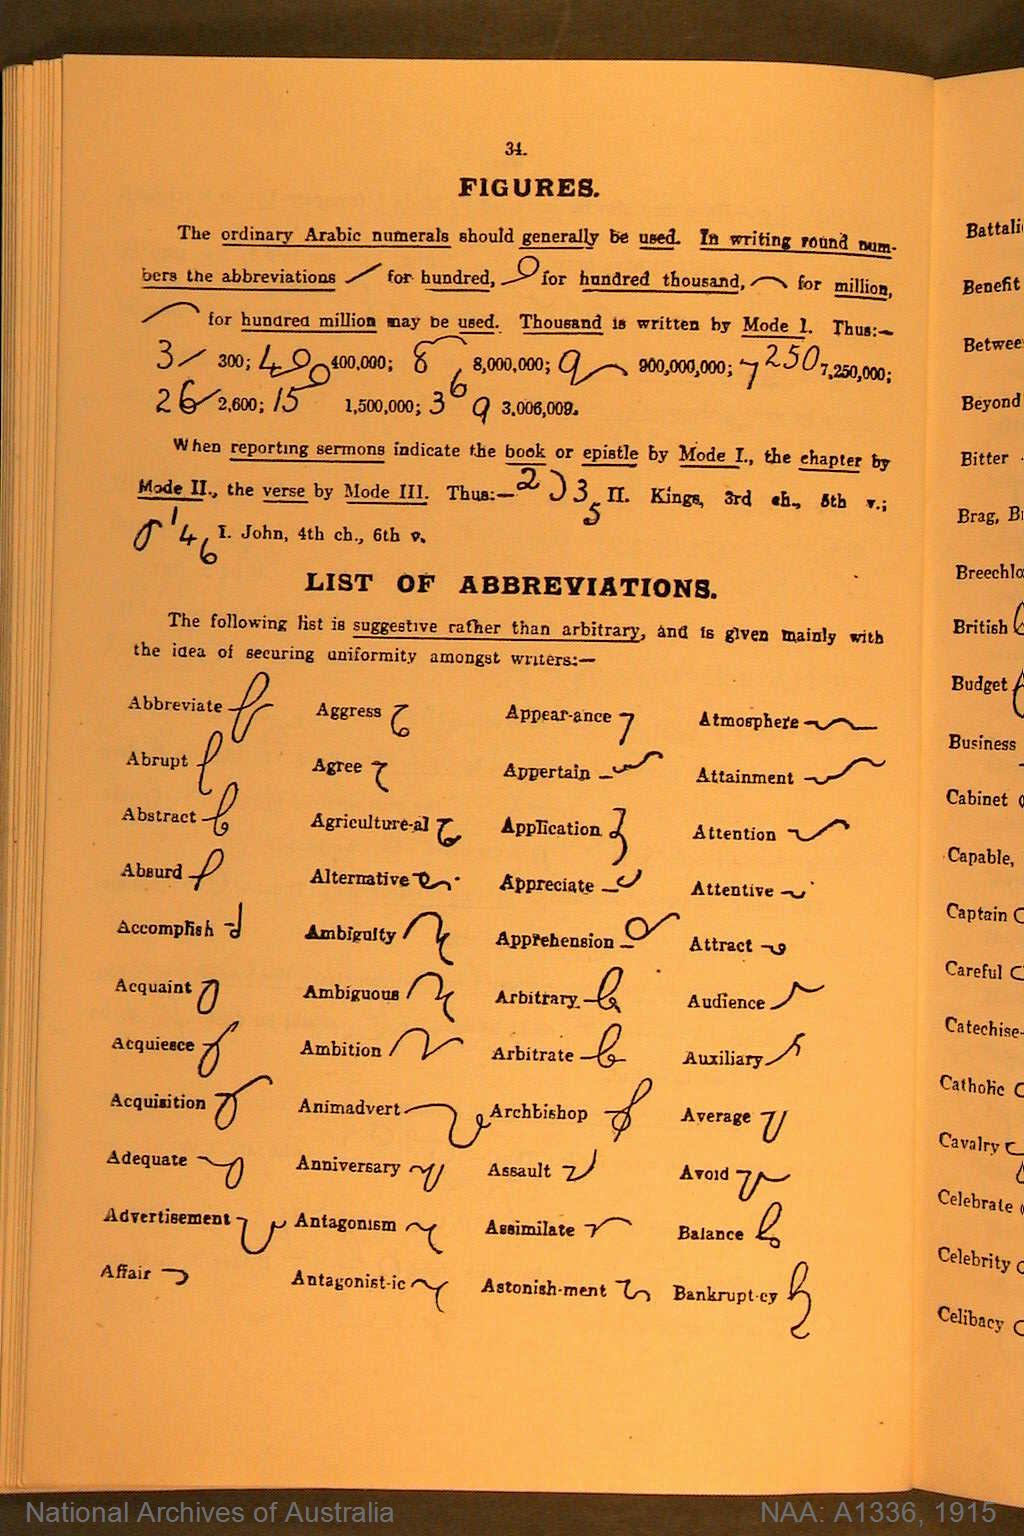 34.
FIGURES.
The ordinary Arabic numerals should generally be used. In writing round num-
bers the abbreviations for hundred, for hundred thousand, for million,
for hundred million may be used. Thousand is written by Mode I. Thus:—
3 300; 4 400,000; 8 8,000,000; 9 900,000,000; 7 250 7,250,000;
26 2,600; 15 1,500,000; 3 6 9 3,006,009.
When reporting sermons indicate the book or epistle by Mode I., the chapter by
Mode II., the verse by Mode III. Thus:— 2 3 5 II. Kings, 3rd ch., 5th v.;
1 4 6 I. John, 4th ch., 6th v.
LIST OF ABBREVIATIONS.
The following list is suggestive rather than arbitrary, and is given mainly with
the idea of securing uniformity amongst writers:—
Abbreviate Aggress Appear-ance Atmosphere
Abrupt Agree Appertain Attainment
Abstract Agriculture-al Application Attention
Absurd Alternative Appreciate Attentive
Accomplish Ambiguity Apprehension Attract
Acquaint Ambiguous Arbitrary Audience
Acquiesce Ambition Arbitrate Auxiliary
Acquisition Animadvert Archbishop Average
Adequate Anniversary Assault Avoid
Advertisement Antagonism Assimilate Balance
Affair Antagonist-ic Astonish-ment Bankrupt-cy
Battali
Benefit
Betwee
Beyond
Bitter
Brag, B
Breechlo
British
Budget
Business
Cabinet
Capable,
Captain
Careful
Catechise-
Catholic
Cavalry
Celebrate
Celebrity
Celibacy
National Archives of Australia NAA: A1336, 1915